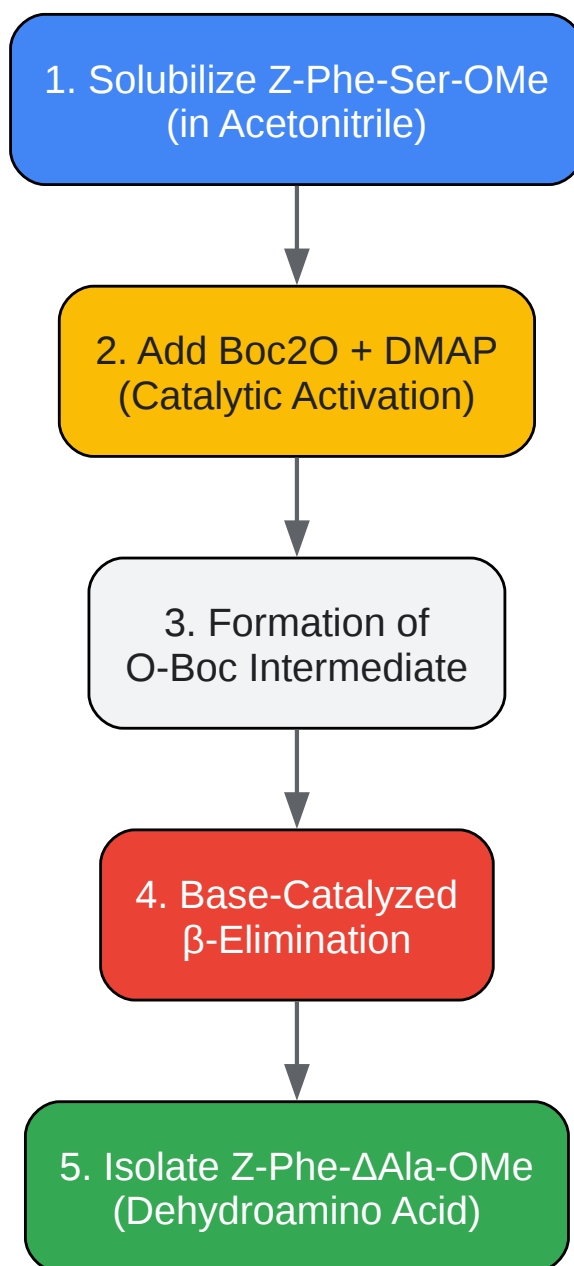 1. Solubilize Z-Phe-Ser-OMe
(in Acetonitrile)
2. Add Boc2O + DMAP
(Catalytic Activation)
3. Formation of
O-Boc Intermediate
4. Base-Catalyzed
β-Elimination
5. Isolate Z-Phe-ΔAla-OMe
(Dehydroamino Acid)